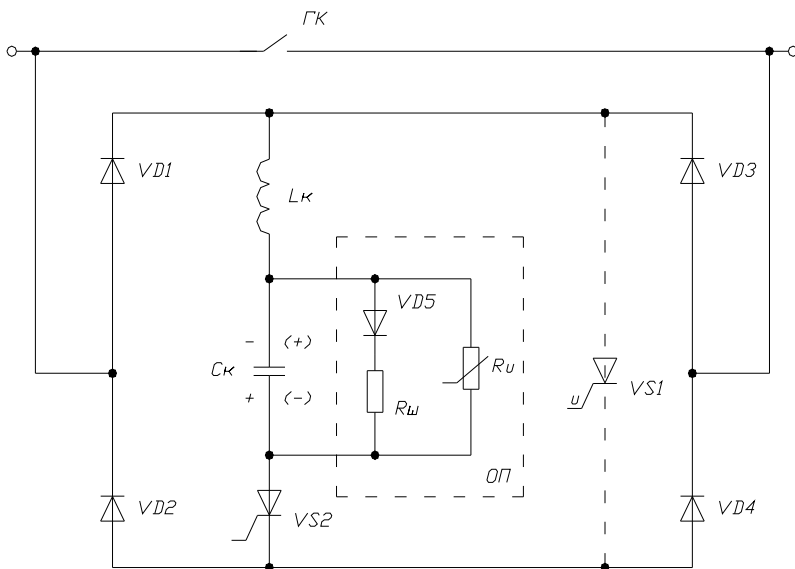 ГК
VD1
VD3
Lк
VD5
- (+)
Cк
Rи
+ (-)
Rш
и
VS1
ОП
VD2
VS2
VD4